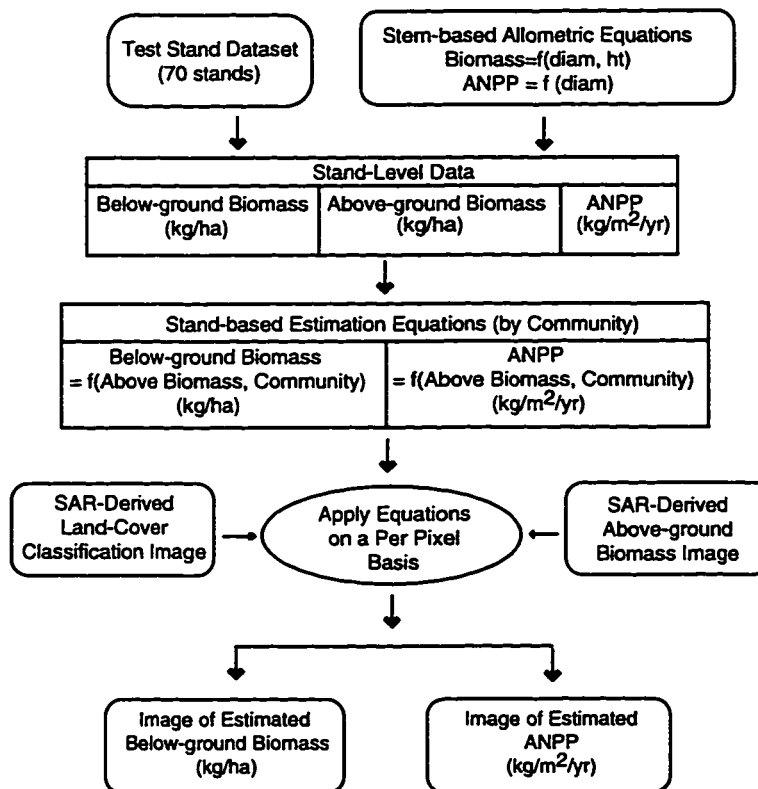 Test Stand Dataset
(70 stands)
Stem-based Allometric Equations
Biomass=f(diam, ht)
ANPP = f (diam)
Stand-Level Data
Below-ground Biomass
(kg/ha)
Above-ground Biomass
(kg/ha)
ANPP
(kg/m²/yr)
Stand-based Estimation Equations (by Community)
Below-ground Biomass
= f(Above Biomass, Community)
(kg/ha)
ANPP
= f(Above Biomass, Community)
(kg/m²/yr)
SAR-Derived
Land-Cover
Classification Image
Apply Equations
on a Per Pixel
Basis
SAR-Derived
Above-ground
Biomass Image
Image of Estimated
Below-ground Biomass
(kg/ha)
Image of Estimated
ANPP
(kg/m²/yr)